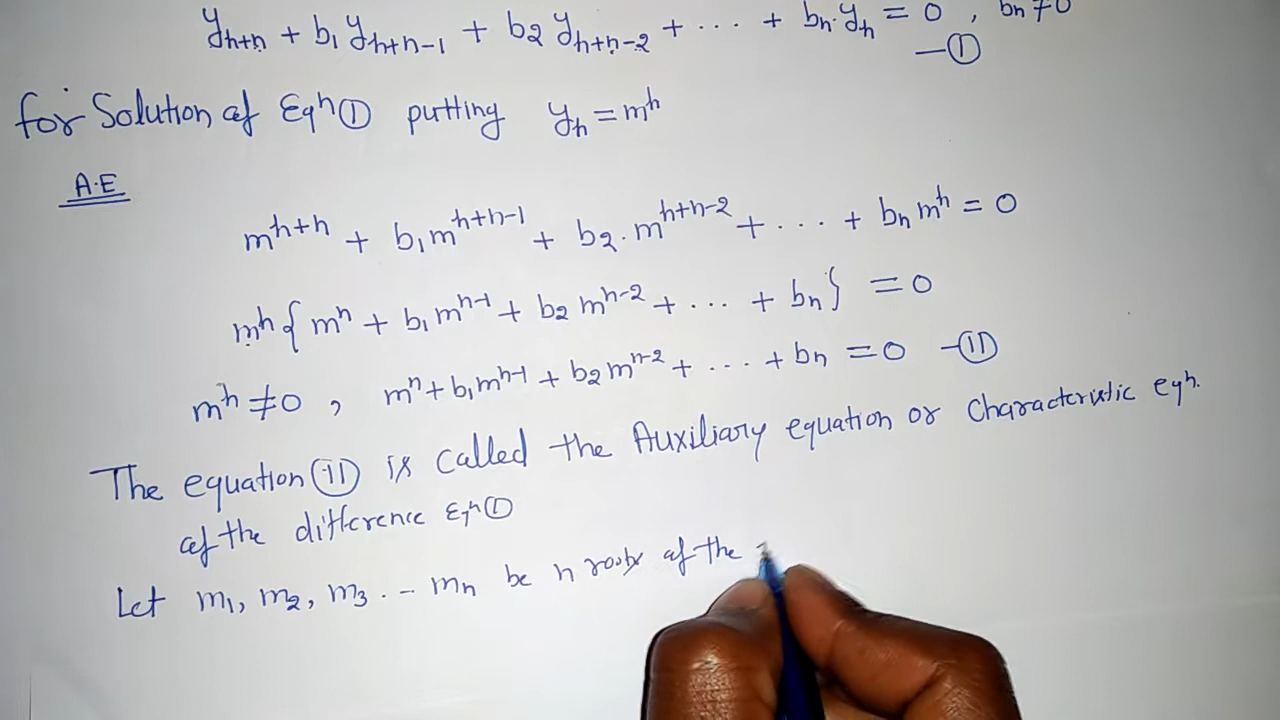 y_{h+n} + b_1 y_{h+n-1} + b_2 y_{h+n-2} + ... + b_n y_h = 0 , b_n ≠ 0
—①
for Solution of Eqⁿ ① putting y_h = m^h
A.E
m^{h+n} + b_1 m^{h+n-1} + b_2 . m^{h+n-2} + ... + b_n m^h = 0
m^h { m^n + b_1 m^{n-1} + b_2 m^{n-2} + ... + b_n } = 0
m^h ≠ 0 , m^n + b_1 m^{n-1} + b_2 m^{n-2} + ... + b_n = 0 —Ⅱ
The equation Ⅱ is called the Auxiliary equation or Characteristic eqn.
of the difference Eqⁿ ①
Let m_1, m_2, m_3 . - - m_n be n roots of the